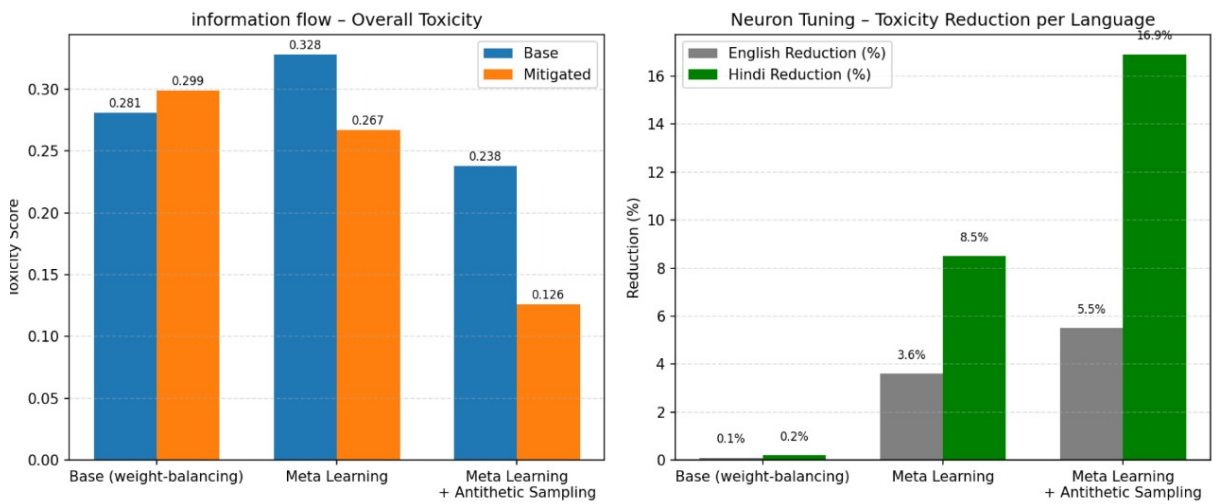 information flow – Overall Toxicity
Base
Mitigated
Toxicity Score
0.30
0.25
0.20
0.15
0.10
0.05
0.00
0.281
0.299
0.328
0.267
0.238
0.126
Base (weight-balancing)
Meta Learning
Meta Learning
+ Antithetic Sampling
Neuron Tuning – Toxicity Reduction per Language
English Reduction (%)
Hindi Reduction (%)
Reduction (%)
16
14
12
10
8
6
4
2
0
0.1%
0.2%
3.6%
8.5%
5.5%
16.9%
Base (weight-balancing)
Meta Learning
Meta Learning
+ Antithetic Sampling